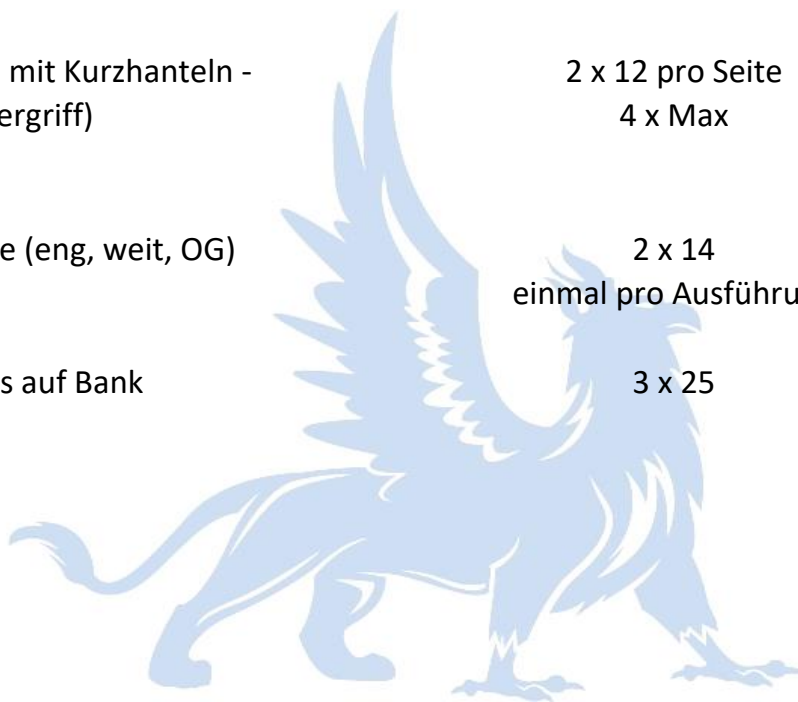 mit Kurzhanteln - 2 x 12 pro Seite
ergriff) 4 x Max
e (eng, weit, OG) 2 x 14
einmal pro Ausführu
s auf Bank 3 x 25